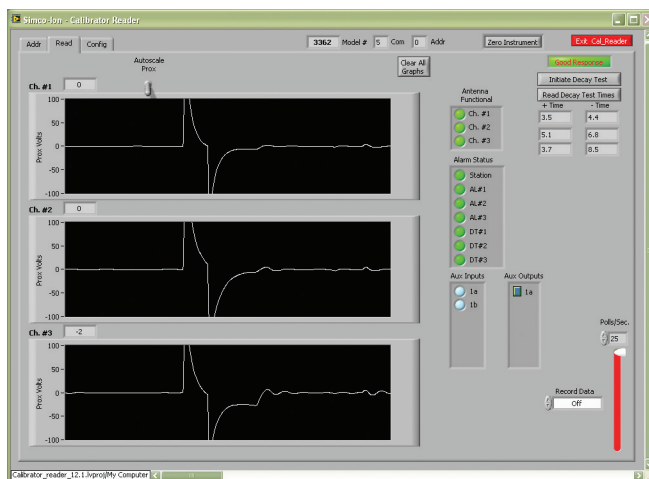 Simco-Ion - Calibrator Reader
Addr Read Config
3362 Model # 5 Com 0 Addr
Zero Instrument
Exit Cal_Reader
Autoscale
Prox
Clear All
Graphs
Good Response
Initiate Decay Test
Read Decay Test Times
+ Time - Time
3.5 4.4
5.1 6.8
3.7 8.5
Ch. #1 0
Prox Volts
100
50
0
-50
-100
Ch. #2 0
Prox Volts
100
50
0
-50
-100
Ch. #3 -2
Prox Volts
100
50
0
-50
-100
Antenna
Functional
Ch. #1
Ch. #2
Ch. #3
Alarm Status
Station
AL#1
AL#2
AL#3
DT#1
DT#2
DT#3
Aux Inputs
1a
1b
Aux Outputs
1a
Polls/Sec.
25
Record Data
Off
Calibrator_reader_12.1.lvproj/My Computer